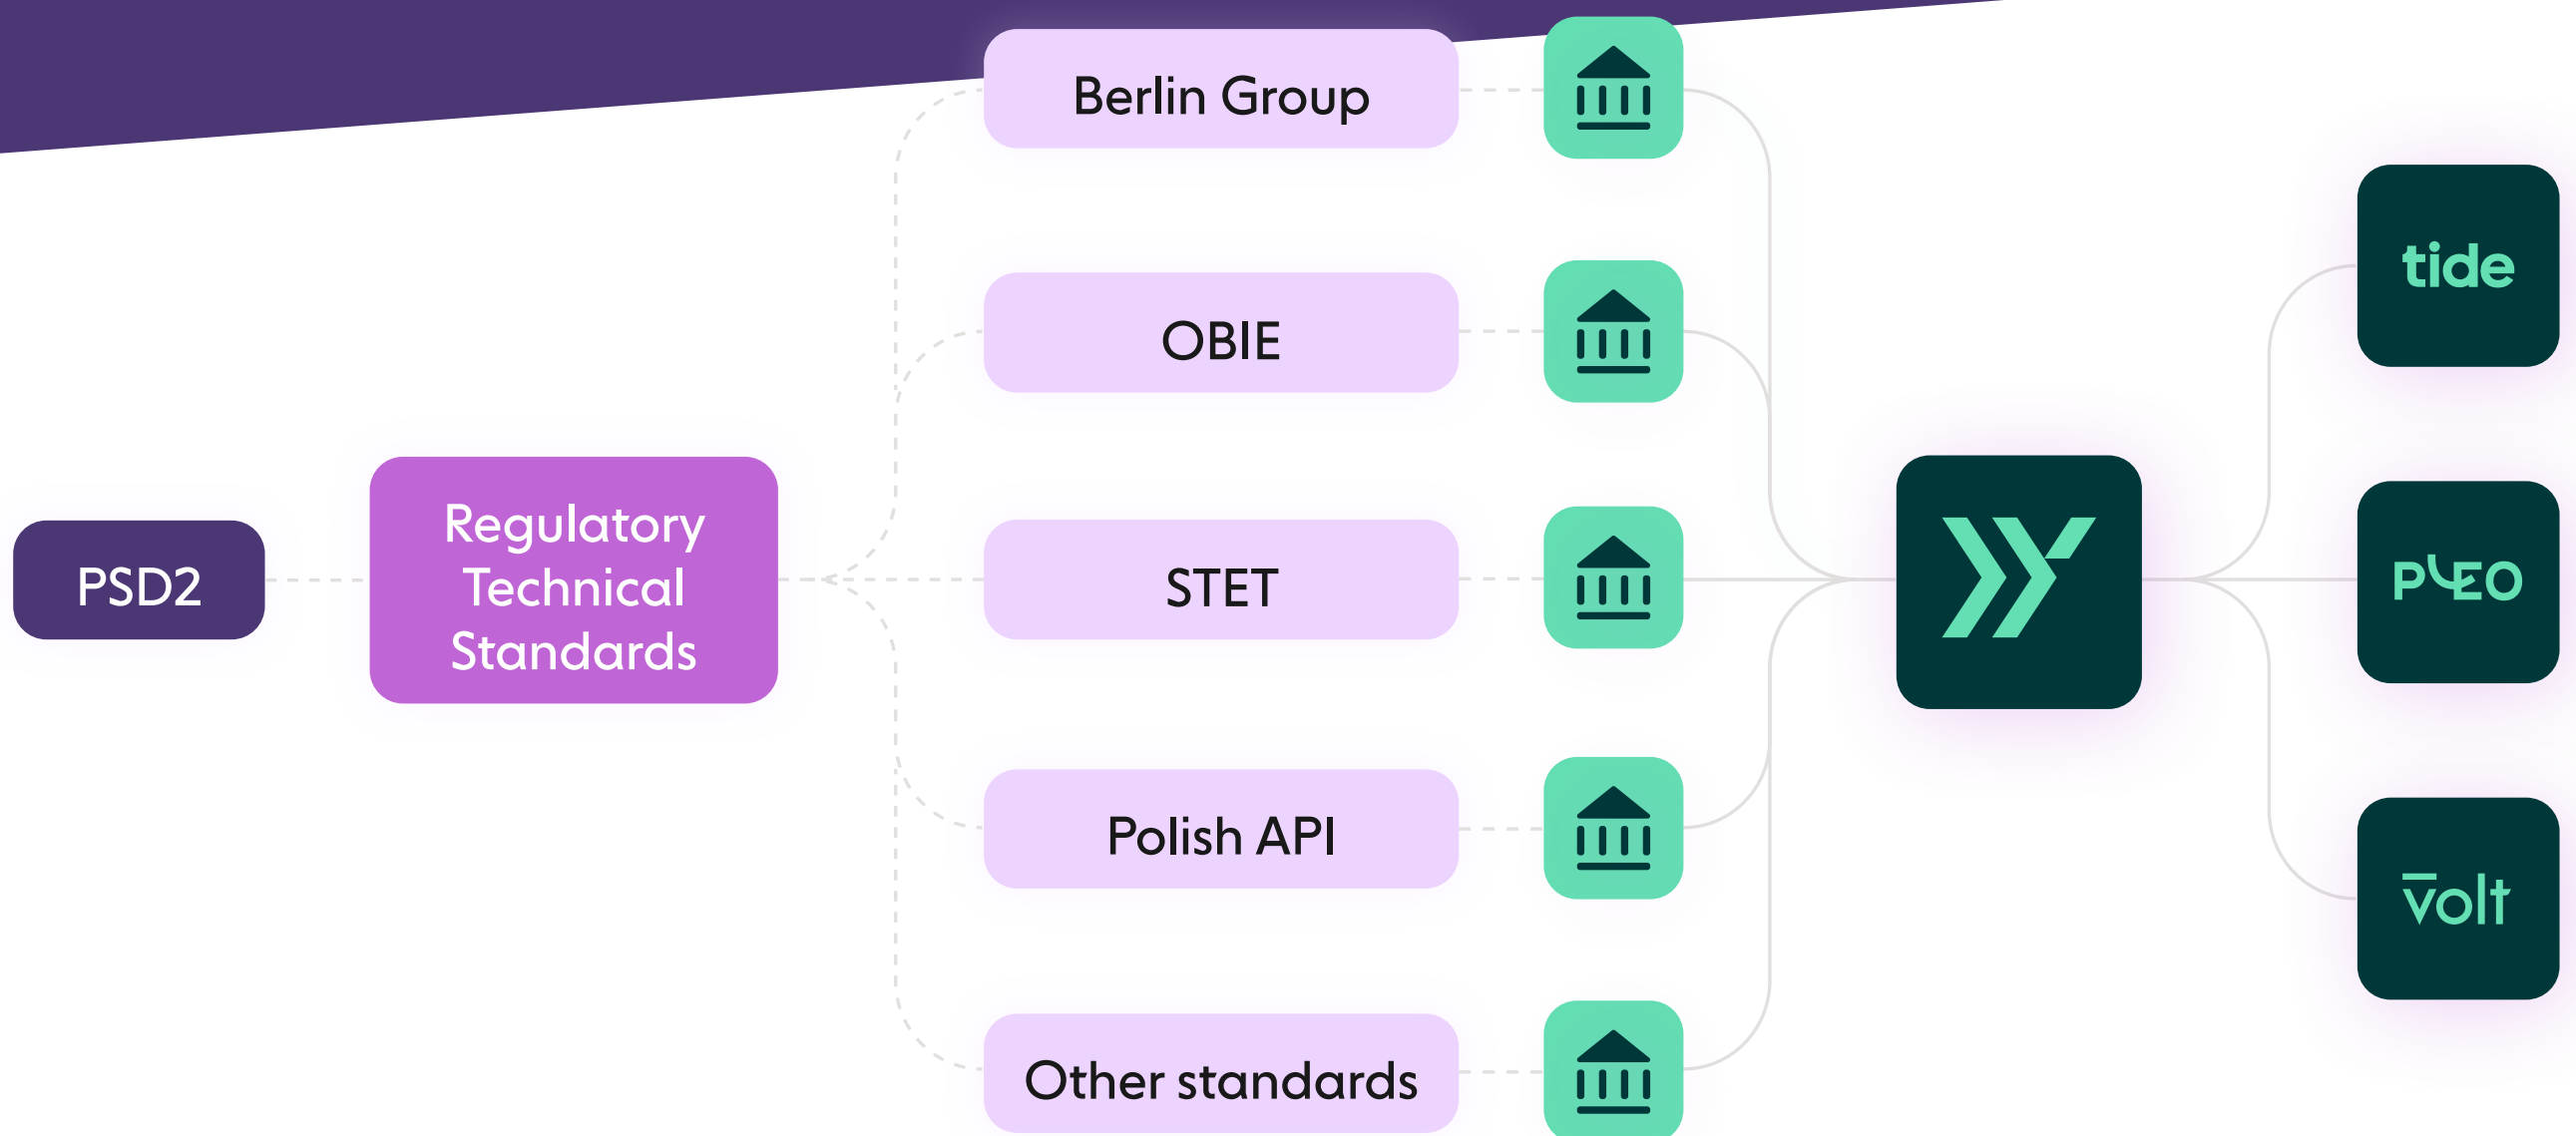 Berlin Group
OBIE
PSD2
Regulatory
Technical
Standards
STET
Polish API
Other standards
tide
PLEO
volt